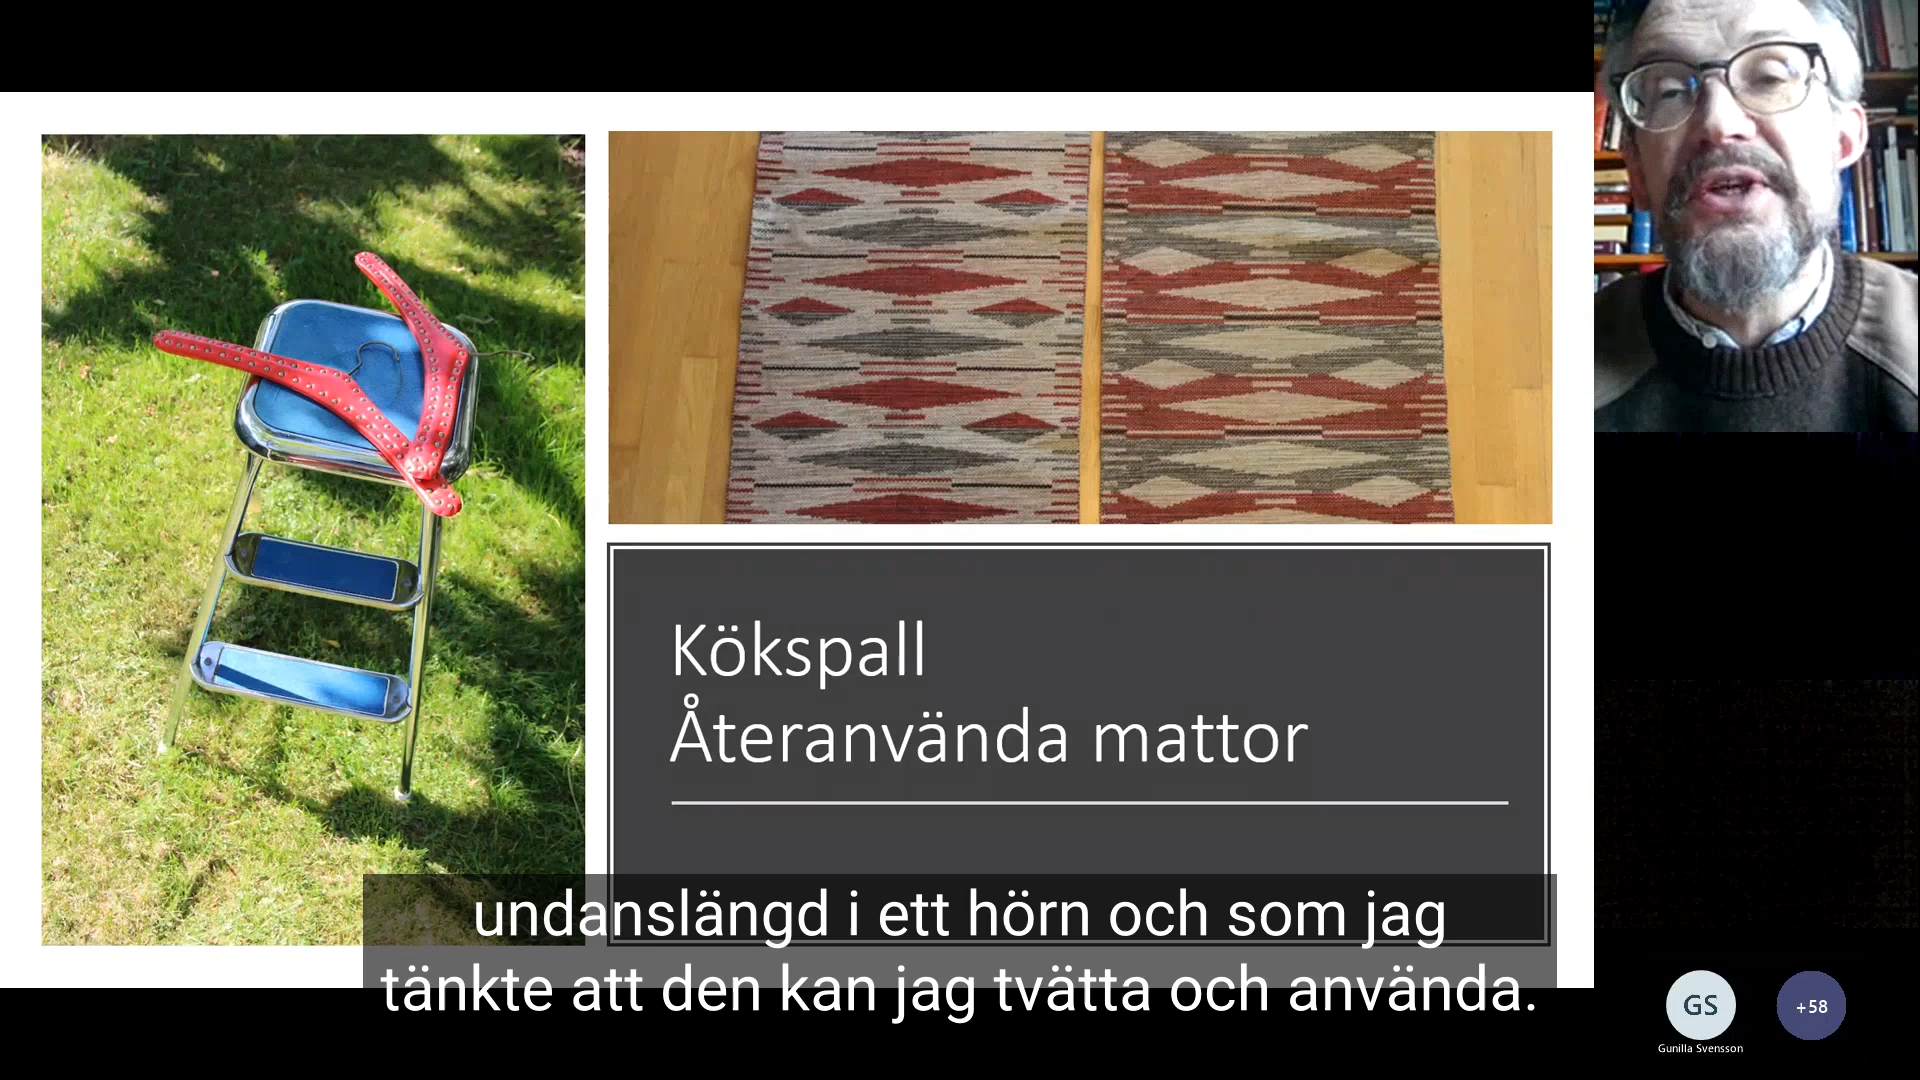 Kökspall
Återanvända mattor
undanslängd i ett hörn och som jag
tänkte att den kan jag tvätta och använda.
GS
+58
Gunilla Svensson